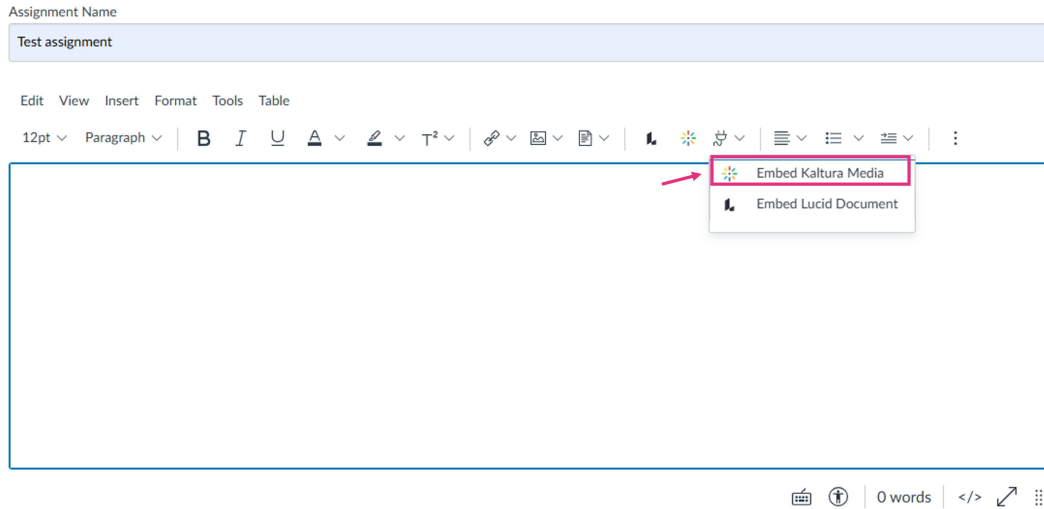 Assignment Name
Test assignment
Edit View Insert Format Tools Table
12pt Paragraph B I U A T²
Embed Kaltura Media
Embed Lucid Document
0 words </>